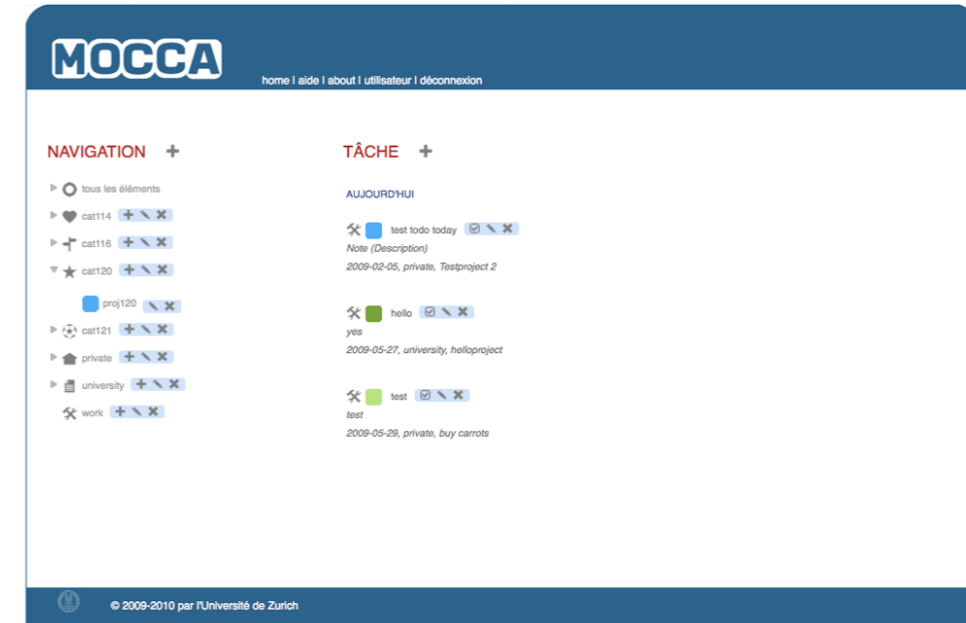 MOCCA
home | aide | about | utilisateur | déconnexion
NAVIGATION
tous les éléments
cat114
cat116
cat120
proj120
cat121
private
university
work
TÂCHE
AUJOURD'HUI
test todo today
Note (Description)
2009-02-05, private, Testproject 2
hello
yes
2009-05-27, university, helloproject
test
test
2009-05-29, private, buy carrots
© 2009-2010 par l'Université de Zurich